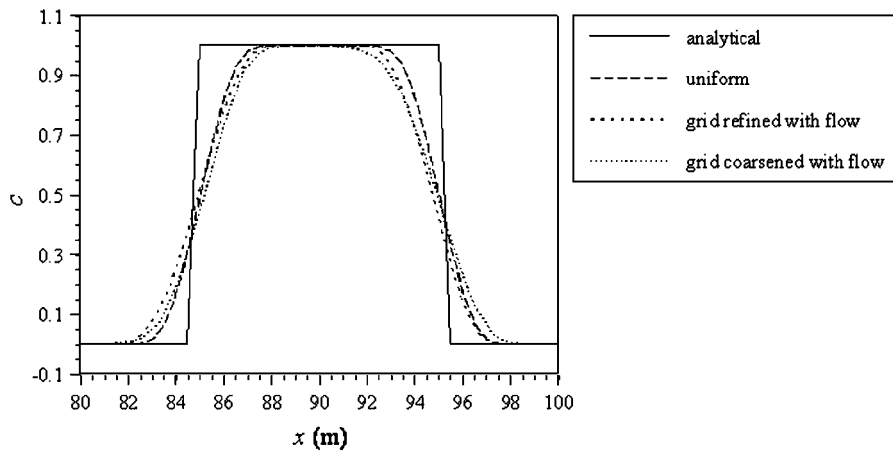 1.1
0.9
0.7
0.5
0.3
0.1
-0.1
c
80 82 84 86 88 90 92 94 96 98 100
x (m)
analytical
uniform
grid refined with flow
grid coarsened with flow